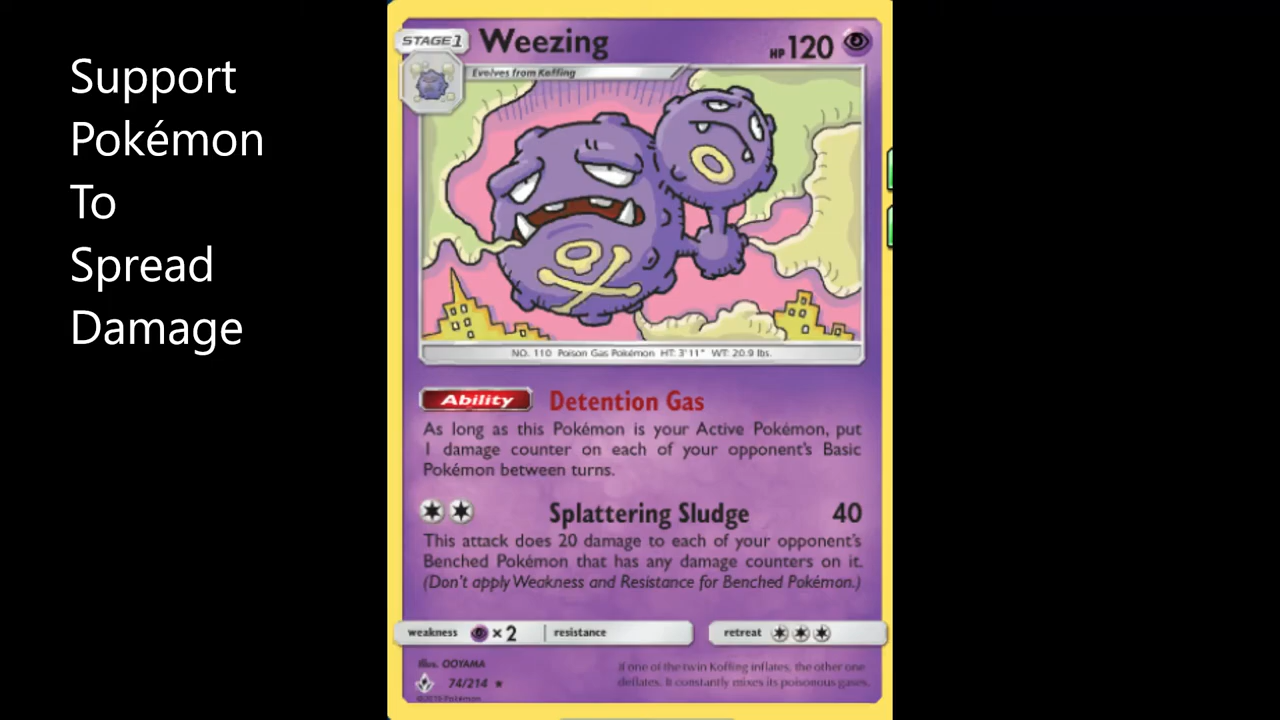 Support
Pokémon
To
Spread
Damage
STAGE 1
Weezing
HP 120
Evolves from Koffing
NO. 110 Poison Gas Pokémon HT: 3'11" WT: 20.9 lbs.
Ability Detention Gas
As long as this Pokémon is your Active Pokémon, put
1 damage counter on each of your opponent's Basic
Pokémon between turns.
Splattering Sludge 40
This attack does 20 damage to each of your opponent's
Benched Pokémon that has any damage counters on it.
(Don't apply Weakness and Resistance for Benched Pokémon.)
weakness ×2 resistance retreat
Illus. OOYAMA
74/214 ★
If one of the twin Koffing inflates, the other one
deflates. It constantly mixes its poisonous gases.
©2019 Pokémon